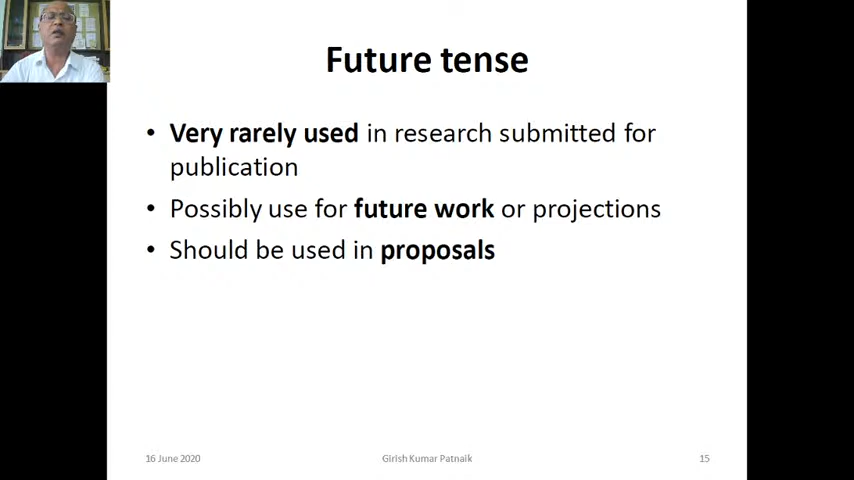 Future tense
• Very rarely used in research submitted for
publication
• Possibly use for future work or projections
• Should be used in proposals
16 June 2020
Girish Kumar Patnaik
15